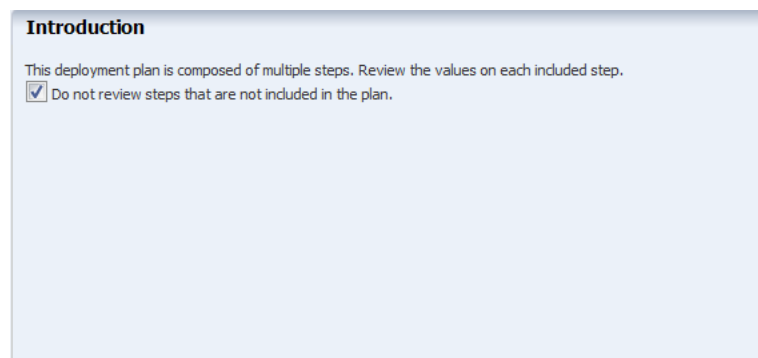 Introduction
This deployment plan is composed of multiple steps. Review the values on each included step.
Do not review steps that are not included in the plan.